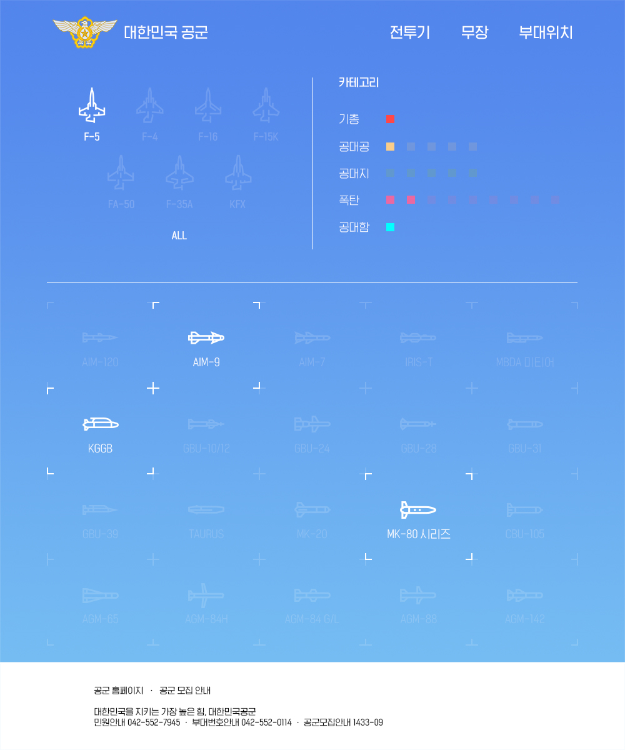 대한민국 공군 전투기 무장 부대위치
카테고리
기종
공대공
공대지
폭탄
공대함
F-5 F-4 F-16 F-15K
FA-50 F-35A KFX
ALL
AIM-120 AIM-9 AIM-7 IRIS-T MBDA 미티어
KGGB GBU-10/12 GBU-24 GBU-28 GBU-31
GBU-38 TAURUS MK-20 MK-80 시리즈 CBU-105
AGM-65 AGM-84H AGM-84 G/L AGM-88 AGM-142
공군 홈페이지 · 공군 모집 안내
대한민국을 지키는 가장 높은 힘, 대한민국공군
민원안내 042-552-7945 · 부대번호안내 042-552-0114 · 공군모집안내 1433-09